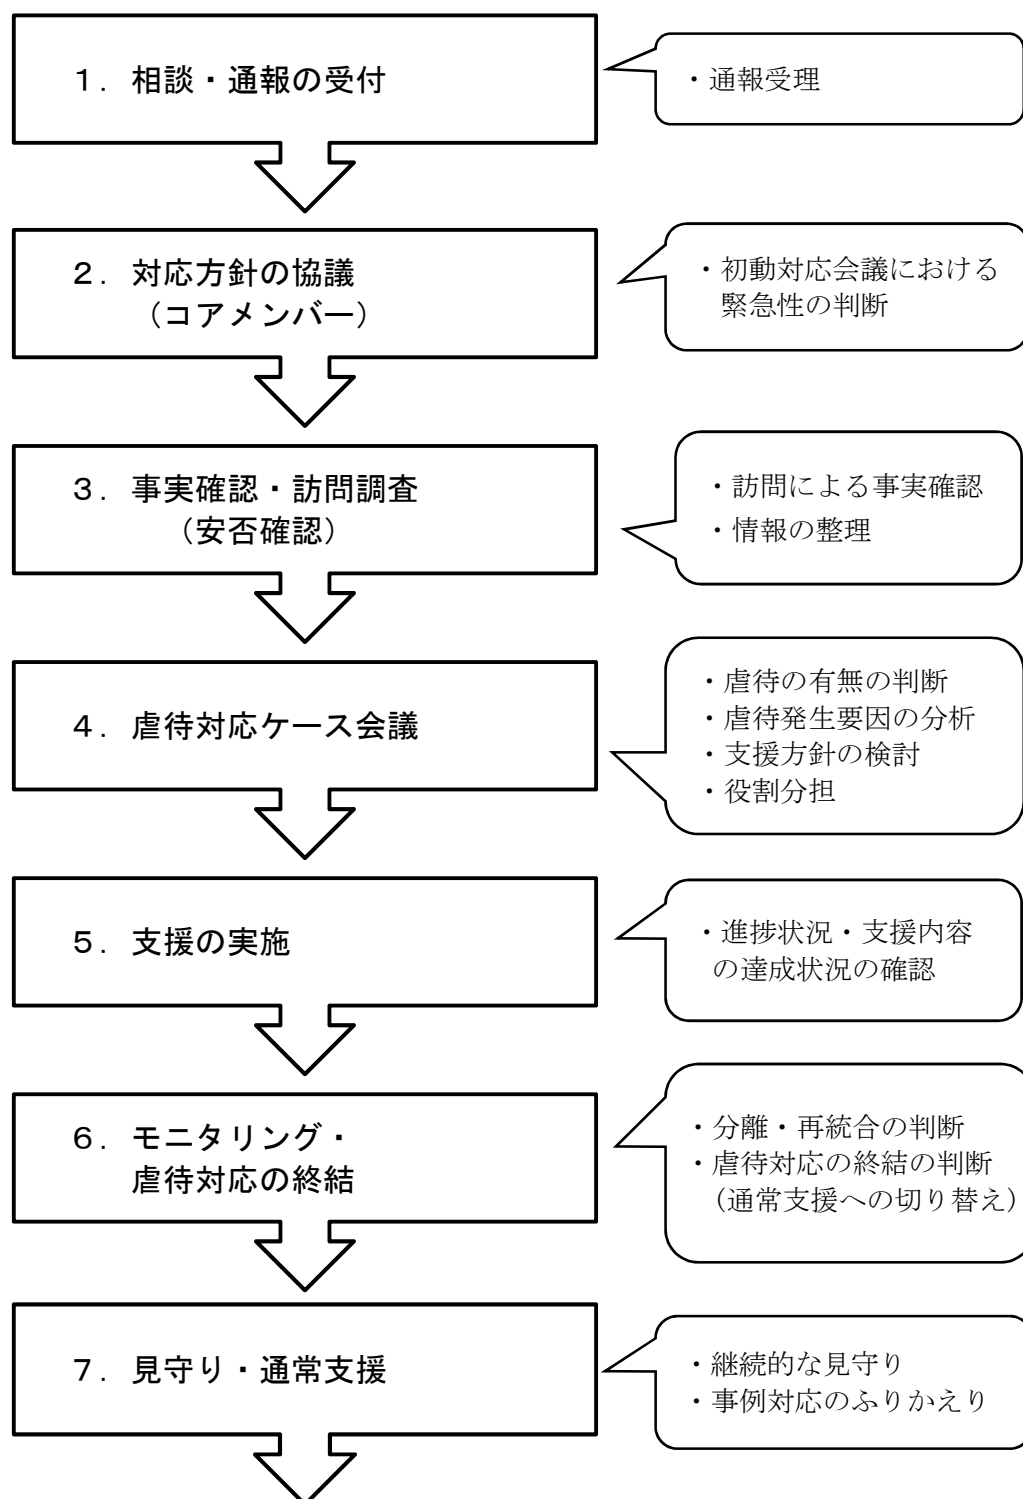 １．相談・通報の受付
・通報受理
２．対応方針の協議
（コアメンバー）
・初動対応会議における
緊急性の判断
３．事実確認・訪問調査
（安否確認）
・訪問による事実確認
・情報の整理
４．虐待対応ケース会議
・虐待の有無の判断
・虐待発生要因の分析
・支援方針の検討
・役割分担
５．支援の実施
・進捗状況・支援内容
の達成状況の確認
６．モニタリング・
虐待対応の終結
・分離・再統合の判断
・虐待対応の終結の判断
（通常支援への切り替え）
７．見守り・通常支援
・継続的な見守り
・事例対応のふりかえり